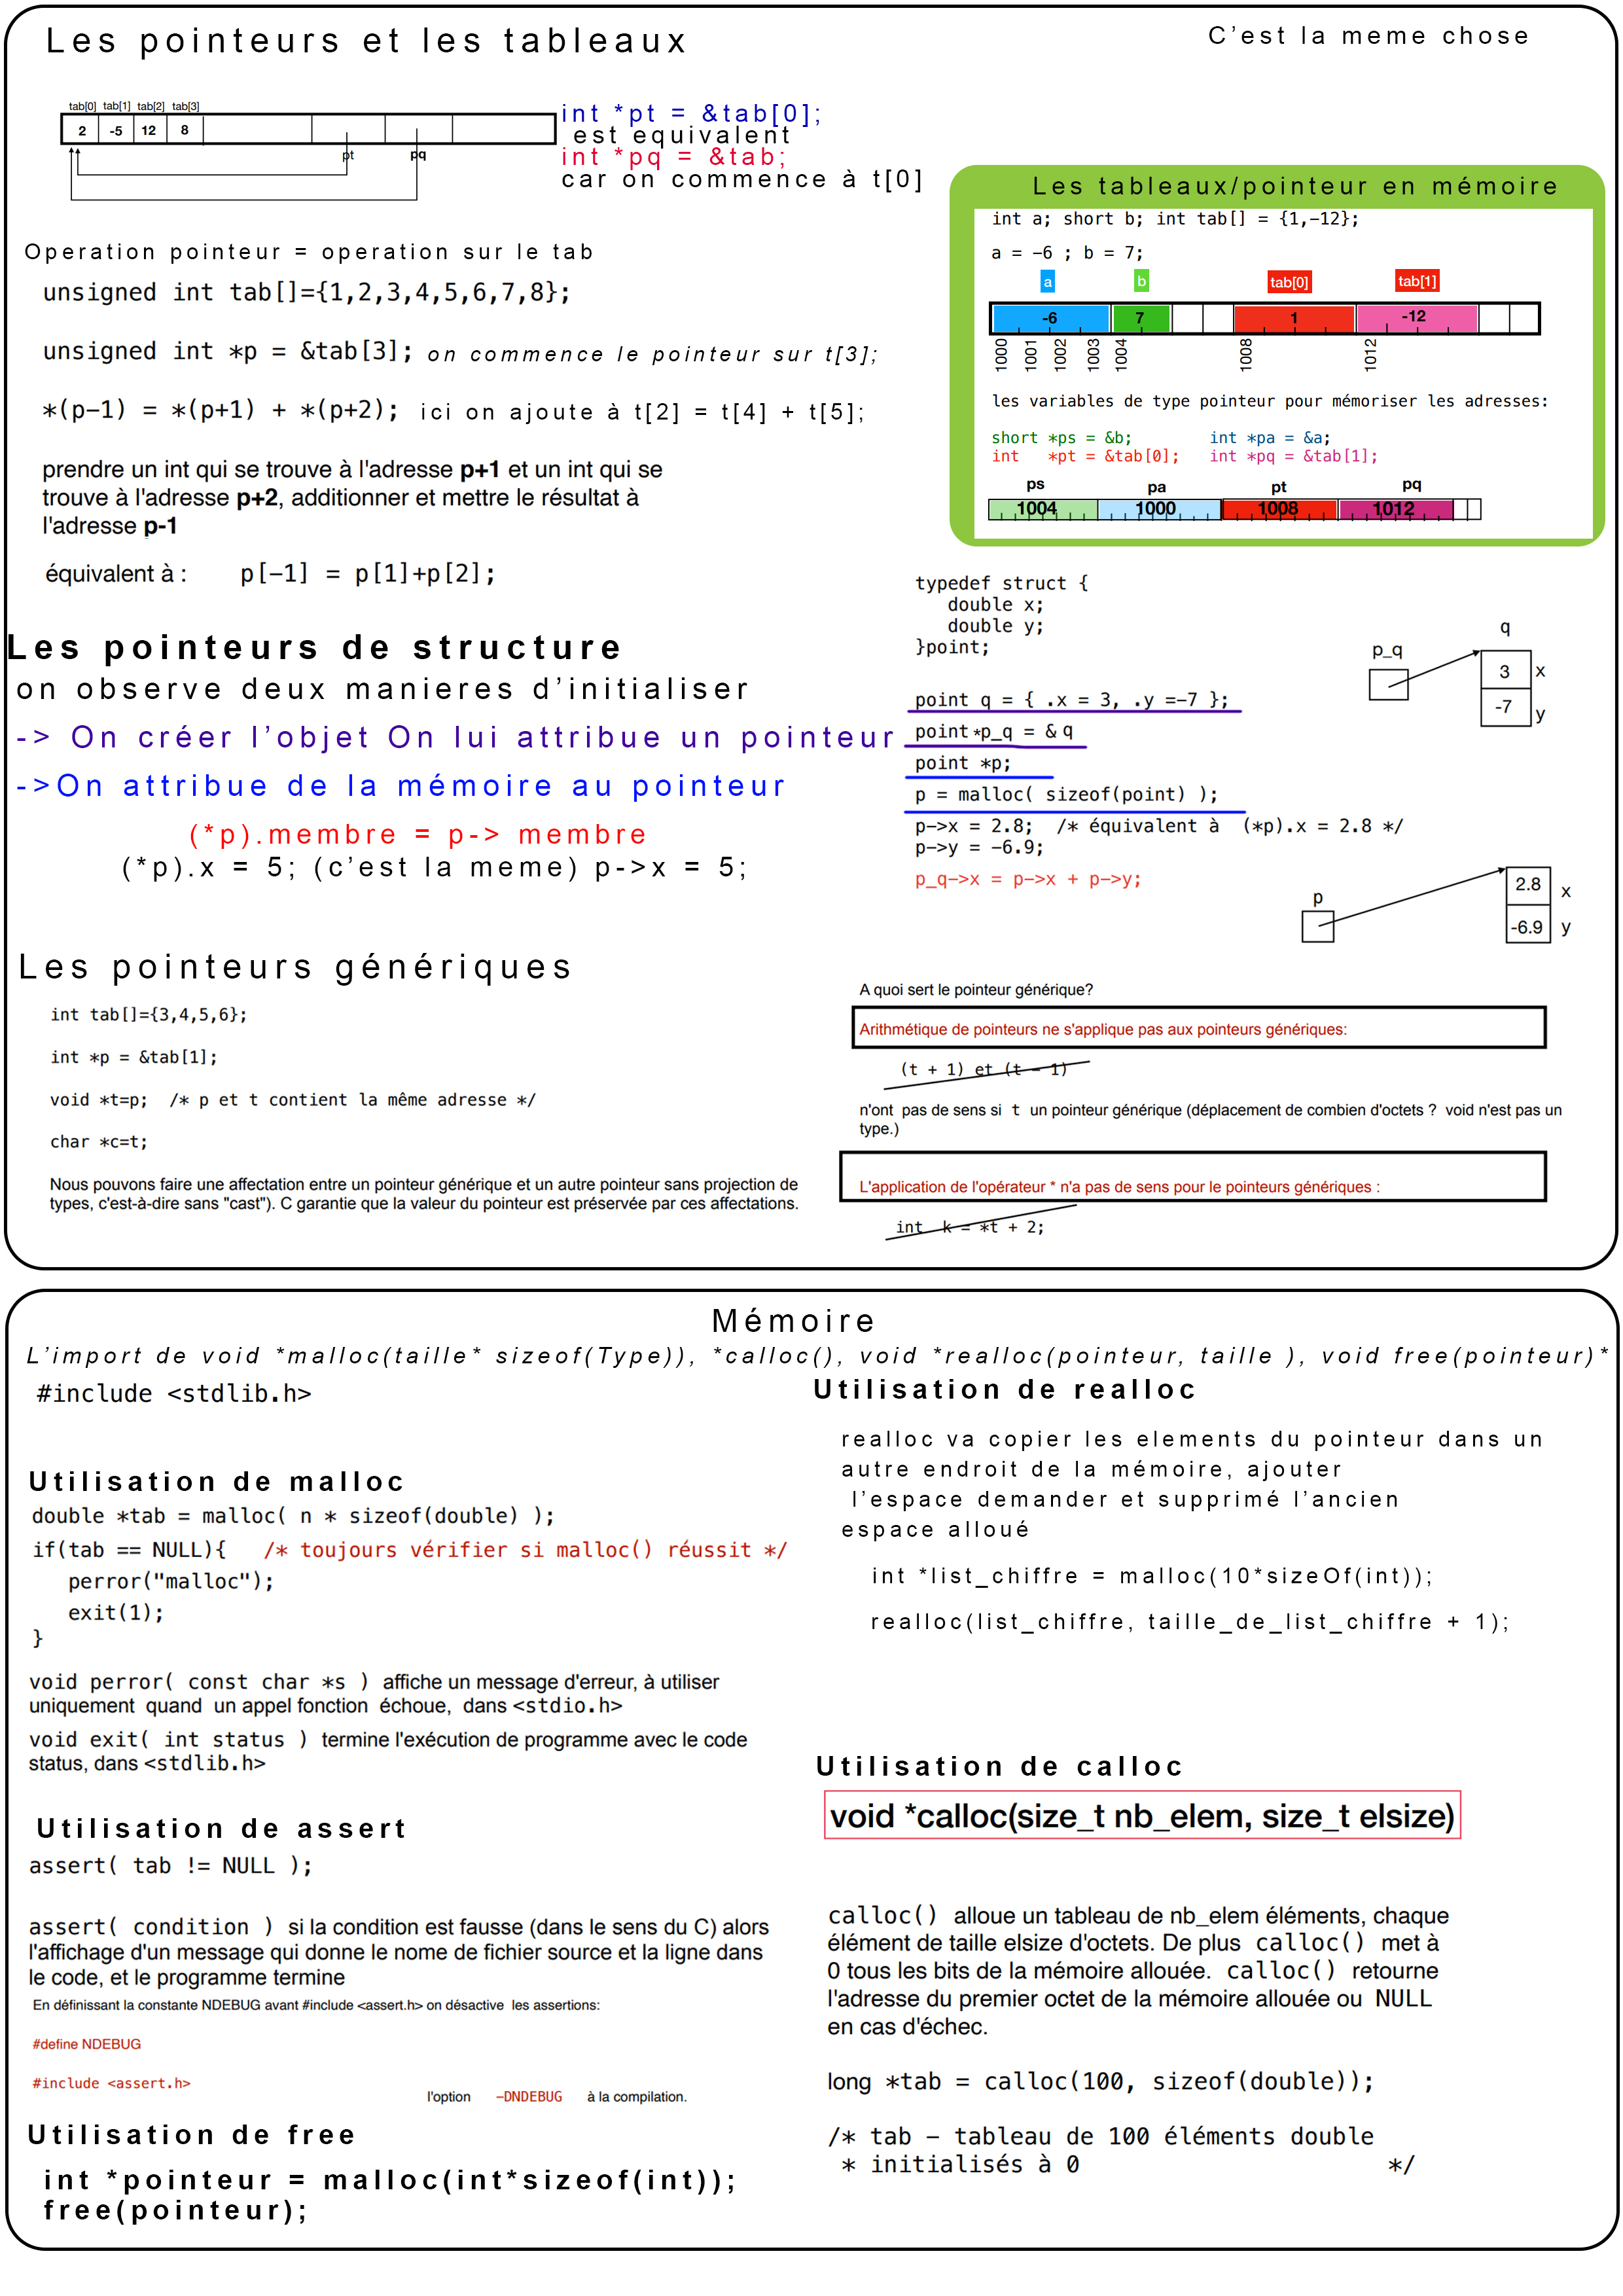 Les pointeurs et les tableaux
C'est la meme chose
tab[0] tab[1] tab[2] tab[3]
2 -5 12 8
pt pq
int *pt = &tab[0];
est equivalent
int *pq = &tab;
car on commence à t[0]
Operation pointeur = operation sur le tab
unsigned int tab[]={1,2,3,4,5,6,7,8};
unsigned int *p = &tab[3]; on commence le pointeur sur t[3];
*(p-1) = *(p+1) + *(p+2); ici on ajoute à t[2] = t[4] + t[5];
prendre un int qui se trouve à l'adresse p+1 et un int qui se
trouve à l'adresse p+2, additionner et mettre le résultat à
l'adresse p-1
équivalent à : p[-1] = p[1]+p[2];
Les tableaux/pointeur en mémoire
int a; short b; int tab[] = {1,-12};
a = -6 ; b = 7;
a b tab[0] tab[1]
-6 7 1 -12
1000 1001 1002 1003 1004 1008 1012
les variables de type pointeur pour mémoriser les adresses:
short *ps = &b; int *pa = &a;
int *pt = &tab[0]; int *pq = &tab[1];
ps pa pt pq
1004 1000 1008 1012
Les pointeurs de structure
on observe deux manieres d'initialiser
-> On créer l'objet On lui attribue un pointeur
->On attribue de la mémoire au pointeur
(*p).membre = p-> membre
(*p).x = 5; (c'est la meme) p->x = 5;
typedef struct {
double x;
double y;
}point;
point q = { .x = 3, .y =-7 };
point *p_q = & q
point *p;
p = malloc( sizeof(point) );
p->x = 2.8; /* équivalent à (*p).x = 2.8 */
p->y = -6.9;
p_q->x = p->x + p->y;
q
p_q
3 x
-7 y
p
2.8 x
-6.9 y
Les pointeurs génériques
int tab[]={3,4,5,6};
int *p = &tab[1];
void *t=p; /* p et t contient la même adresse */
char *c=t;
Nous pouvons faire une affectation entre un pointeur générique et un autre pointeur sans projection de
types, c'est-à-dire sans "cast"). C garantie que la valeur du pointeur est préservée par ces affectations.
A quoi sert le pointeur générique?
Arithmétique de pointeurs ne s'applique pas aux pointeurs génériques:
(t + 1) et (t - 1)
n'ont pas de sens si t un pointeur générique (déplacement de combien d'octets ? void n'est pas un
type.)
L'application de l'opérateur * n'a pas de sens pour le pointeurs génériques :
int k = *t + 2;
Mémoire
L'import de void *malloc(taille* sizeof(Type)), *calloc(), void *realloc(pointeur, taille ), void free(pointeur)*
#include <stdlib.h>
Utilisation de malloc
double *tab = malloc( n * sizeof(double) );
if(tab == NULL){ /* toujours vérifier si malloc() réussit */
perror("malloc");
exit(1);
}
void perror( const char *s ) affiche un message d'erreur, à utiliser
uniquement quand un appel fonction échoue, dans <stdio.h>
void exit( int status ) termine l'exécution de programme avec le code
status, dans <stdlib.h>
Utilisation de assert
assert( tab != NULL );
assert( condition ) si la condition est fausse (dans le sens du C) alors
l'affichage d'un message qui donne le nome de fichier source et la ligne dans
le code, et le programme termine
En définissant la constante NDEBUG avant #include <assert.h> on désactive les assertions:
#define NDEBUG
#include <assert.h>
l'option -DNDEBUG à la compilation.
Utilisation de free
int *pointeur = malloc(int*sizeof(int));
free(pointeur);
Utilisation de realloc
realloc va copier les elements du pointeur dans un
autre endroit de la mémoire, ajouter
l'espace demander et supprimé l'ancien
espace alloué
int *list_chiffre = malloc(10*sizeOf(int));
realloc(list_chiffre, taille_de_list_chiffre + 1);
Utilisation de calloc
void *calloc(size_t nb_elem, size_t elsize)
calloc() alloue un tableau de nb_elem éléments, chaque
élément de taille elsize d'octets. De plus calloc() met à
0 tous les bits de la mémoire allouée. calloc() retourne
l'adresse du premier octet de la mémoire allouée ou NULL
en cas d'échec.
long *tab = calloc(100, sizeof(double));
/* tab - tableau de 100 éléments double
* initialisés à 0 */